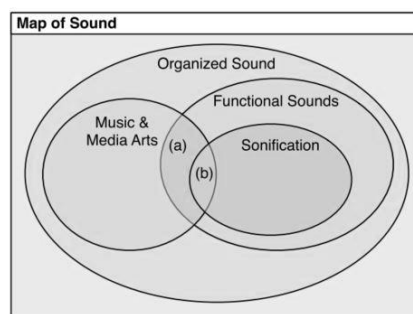 Map of Sound
Organized Sound
Functional Sounds
Music &
Media Arts
(a)
Sonification
(b)